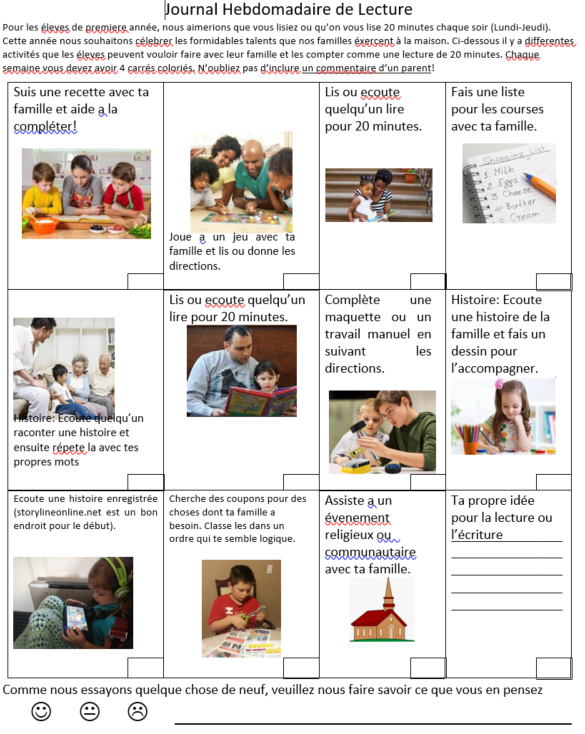 Journal Hebdomadaire de Lecture
Pour les éleves de premiere année, nous aimerions que vous lisiez ou qu'on vous lise 20 minutes chaque soir (Lundi-Jeudi).
Cette année nous souhaitons célebrer les formidables talents que nos familles éxercent à la maison. Ci-dessous il y a differentes
activités que les éleves peuvent vouloir faire avec leur famille et les compter comme une lecture de 20 minutes. Chaque
semaine vous devez avoir 4 carrés coloriés. N'oubliez pas d'inclure un commentaire d'un parent!
Suis une recette avec ta
famille et aide a la
compléter!
Joue a un jeu avec ta
famille et lis ou donne les
directions.
Lis ou ecoute
quelqu'un lire
pour 20 minutes.
Fais une liste
pour les courses
avec ta famille.
Shopping List
1. Milk
2. Eggs
3. Cheese
4. Butter
5. Cream
Histoire: Ecoute quelqu'un
raconter une histoire et
ensuite répete la avec tes
propres mots
Lis ou ecoute quelqu'un
lire pour 20 minutes.
Complète une
maquette ou un
travail manuel en
suivant les
directions.
Histoire: Ecoute
une histoire de la
famille et fais un
dessin pour
l'accompagner.
Ecoute une histoire enregistrée
(storylineonline.net est un bon
endroit pour le début).
Cherche des coupons pour des
choses dont ta famille a
besoin. Classe les dans un
ordre qui te semble logique.
Assiste a un
évenement
religieux ou
communautaire
avec ta famille.
Ta propre idée
pour la lecture ou
l'écriture
Comme nous essayons quelque chose de neuf, veuillez nous faire savoir ce que vous en pensez